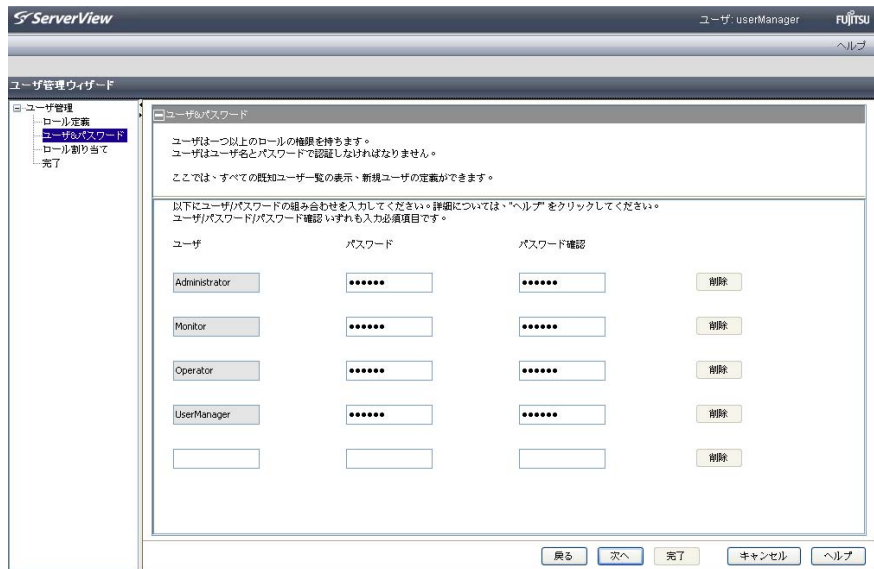 ServerView
ユーザ: userManager
FUJITSU
ヘルプ
ユーザ管理ウィザード
ユーザ管理
ロール定義
ユーザ&パスワード
ロール割り当て
完了
ユーザ&パスワード
ユーザは一つ以上のロールの権限を持ちます。
ユーザはユーザ名とパスワードで認証しなければなりません。
ここでは、すべての既知ユーザ一覧の表示、新規ユーザの定義ができます。
以下にユーザ/パスワードの組み合わせを入力してください。詳細については、"ヘルプ" をクリックしてください。
ユーザ/パスワード/パスワード確認 いずれも入力必須項目です。
ユーザ パスワード パスワード確認
Administrator •••••• •••••• 削除
Monitor •••••• •••••• 削除
Operator •••••• •••••• 削除
UserManager •••••• •••••• 削除
削除
戻る 次へ 完了 キャンセル ヘルプ